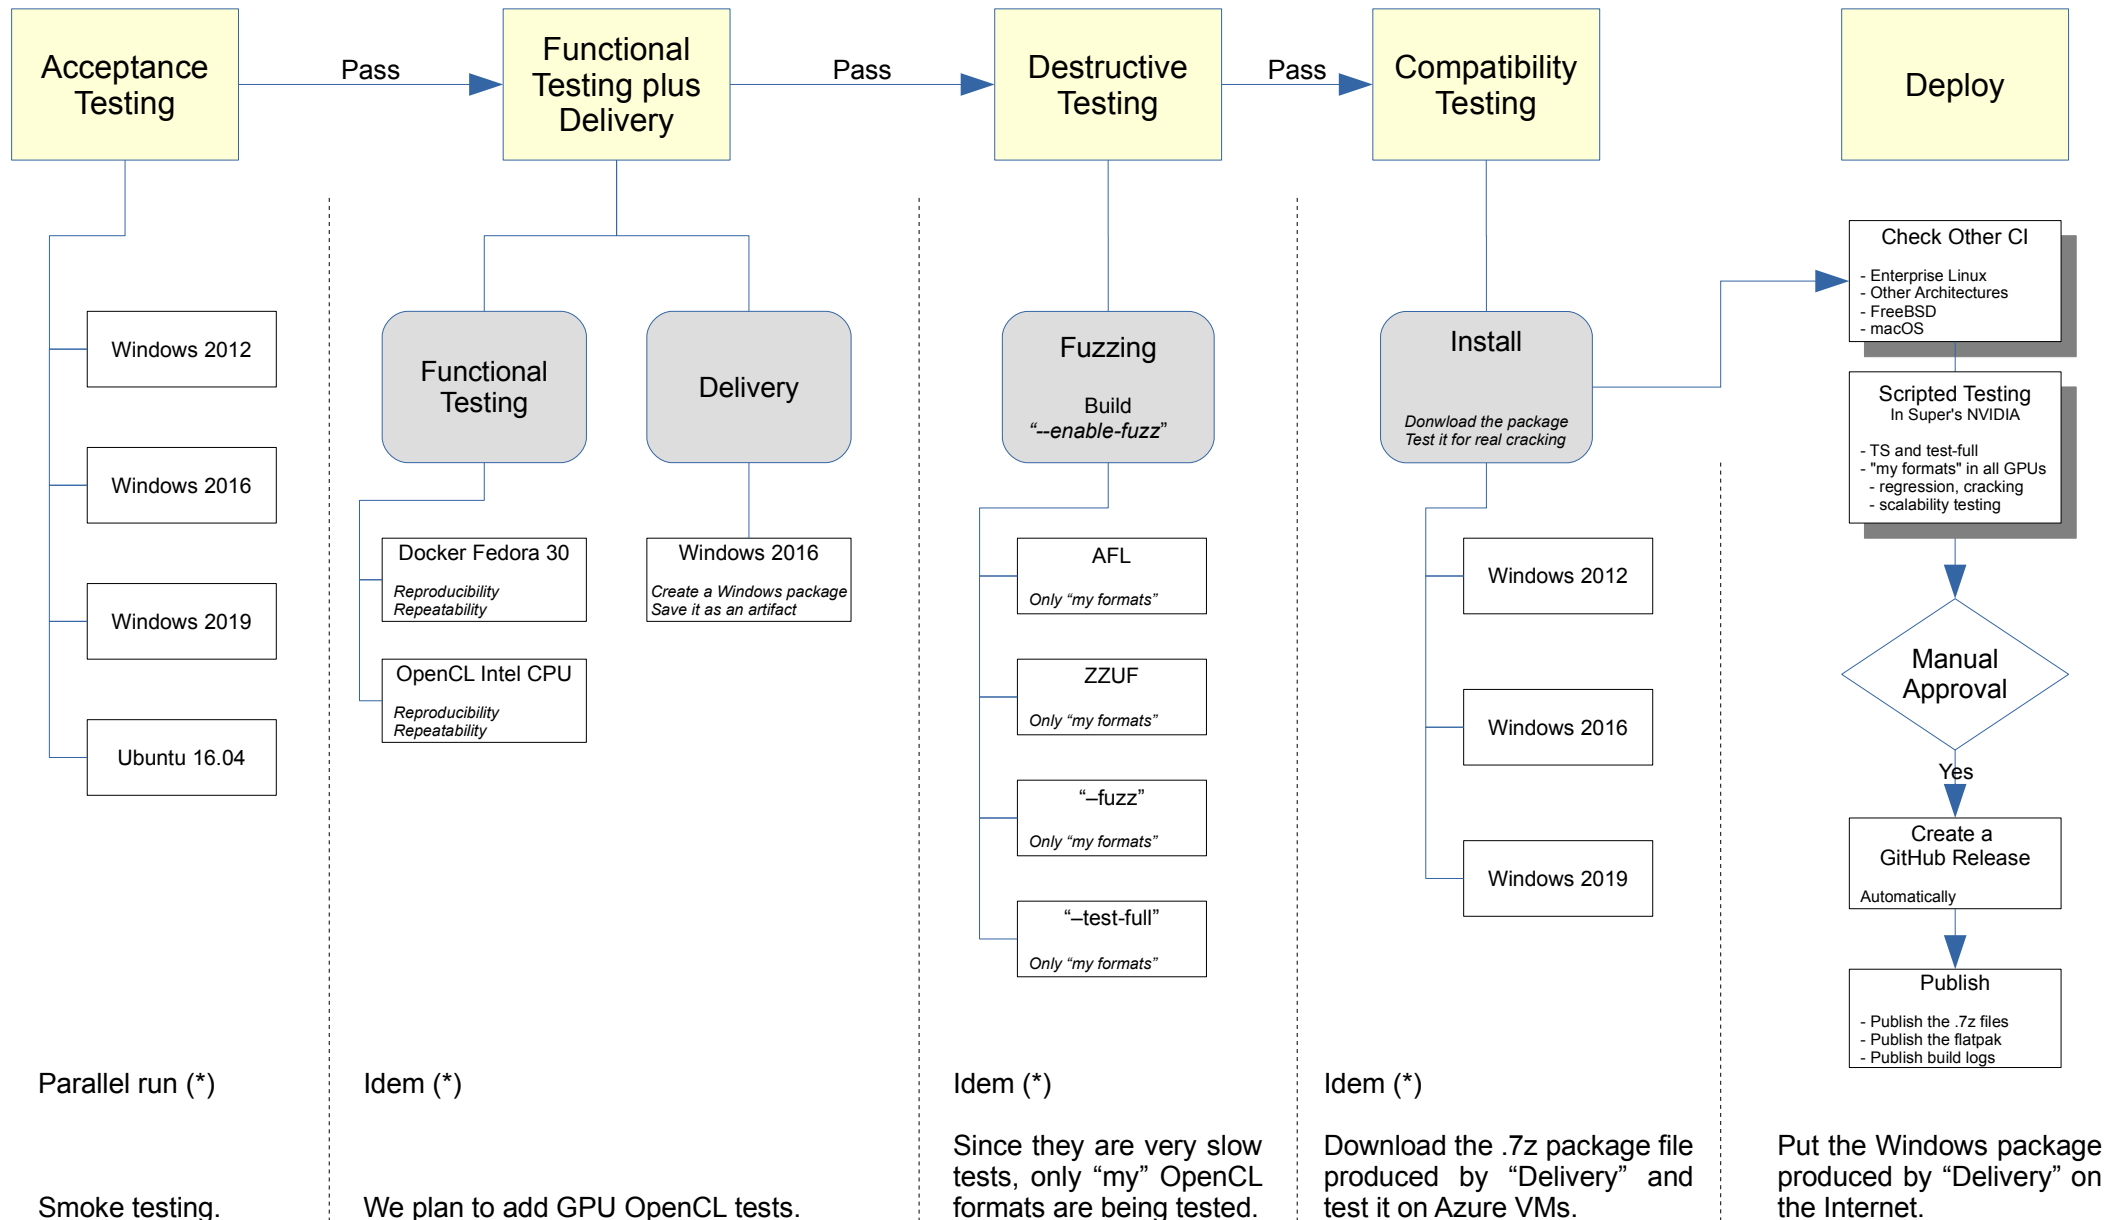 Acceptance
Testing
Pass
Functional
Testing plus
Delivery
Pass
Destructive
Testing
Pass
Compatibility
Testing
Deploy
Windows 2012
Windows 2016
Windows 2019
Ubuntu 16.04
Functional
Testing
Delivery
Docker Fedora 30
Reproducibility
Repeatability
OpenCL Intel CPU
Reproducibility
Repeatability
Windows 2016
Create a Windows package
Save it as an artifact
Fuzzing
Build
“--enable-fuzz”
AFL
Only “my formats”
ZZUF
Only “my formats”
“–fuzz”
Only “my formats”
“–test-full”
Only “my formats”
Install
Donwload the package
Test it for real cracking
Windows 2012
Windows 2016
Windows 2019
Check Other CI
- Enterprise Linux
- Other Architectures
- FreeBSD
- macOS
Scripted Testing
In Super's NVIDIA
- TS and test-full
- "my formats" in all GPUs
- regression, cracking
- scalability testing
Manual
Approval
Yes
Create a
GitHub Release
Automatically
Publish
- Publish the .7z files
- Publish the flatpak
- Publish build logs
Parallel run (*)
Smoke testing.
Idem (*)
We plan to add GPU OpenCL tests.
Idem (*)
Since they are very slow
tests, only “my” OpenCL
formats are being tested.
Idem (*)
Download the .7z package file
produced by “Delivery” and
test it on Azure VMs.
Put the Windows package
produced by “Delivery” on
the Internet.